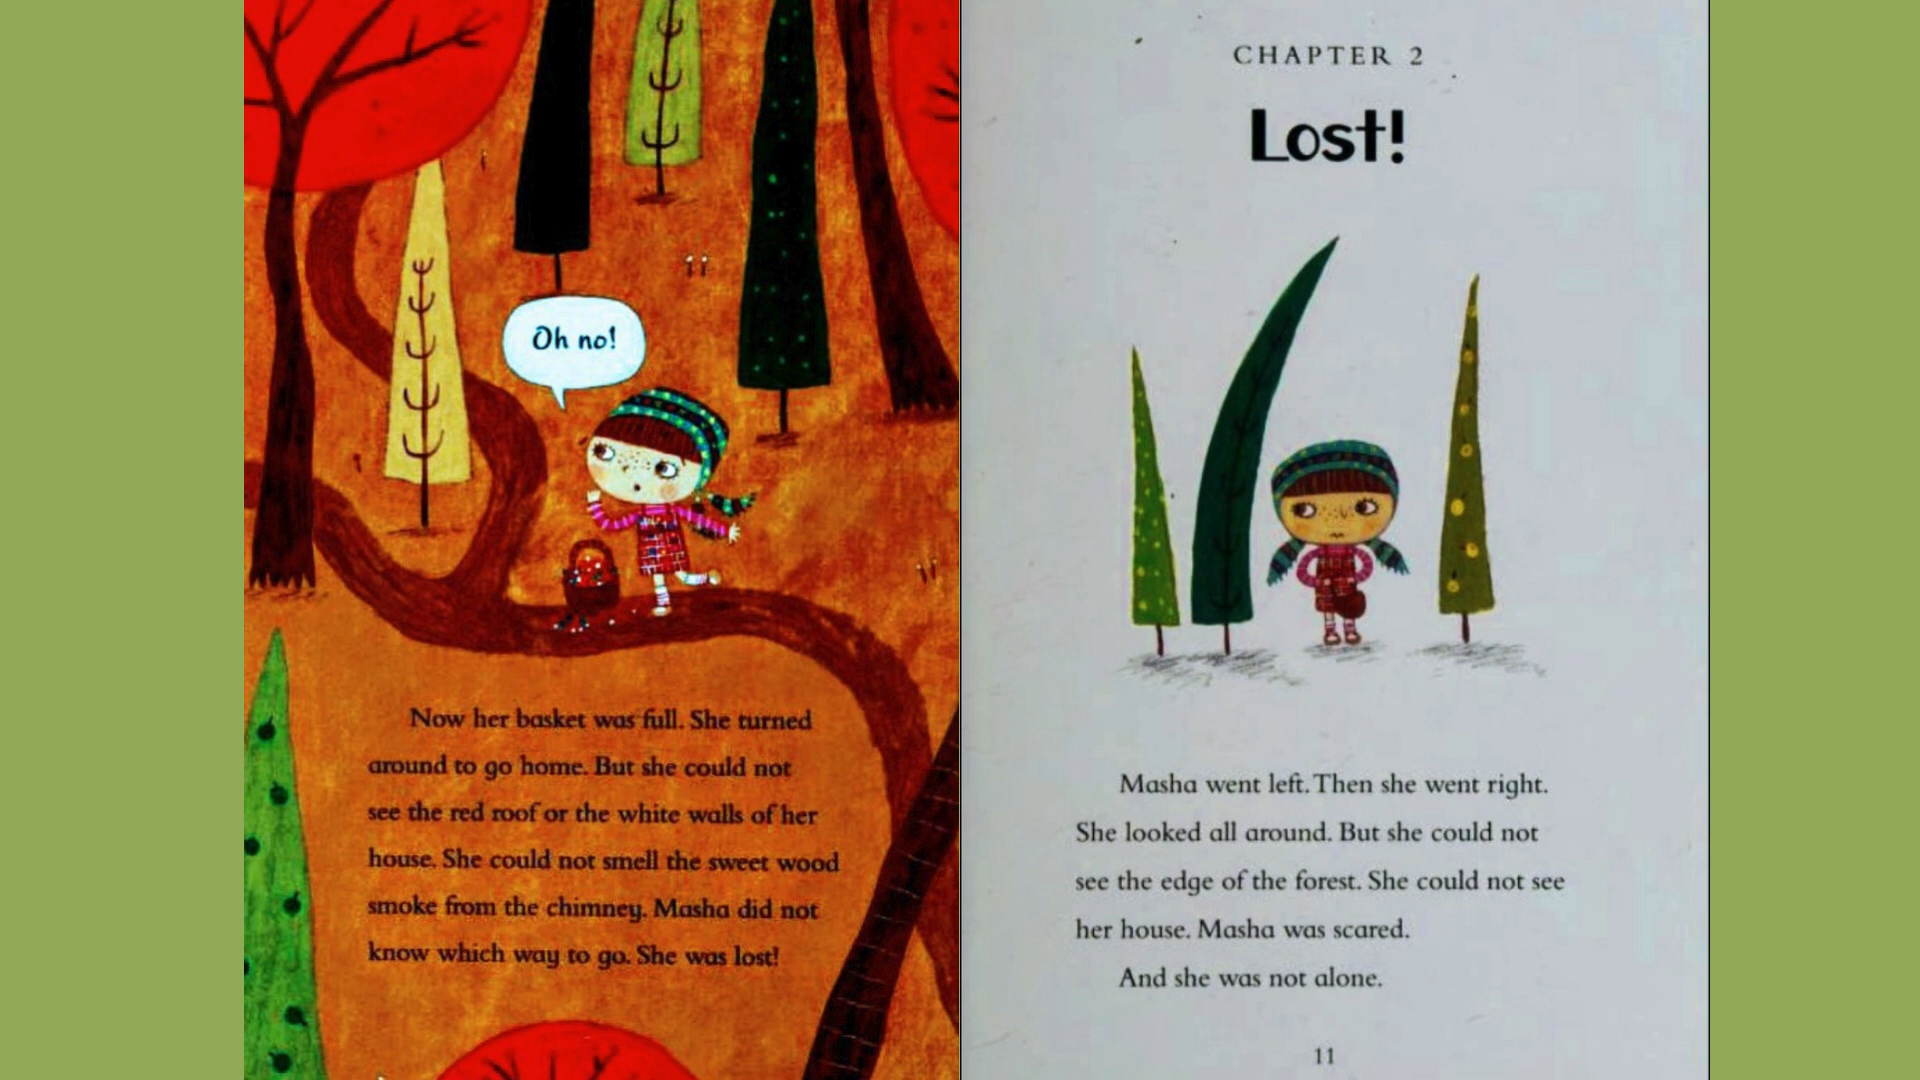 Oh no!
Now her basket was full. She turned
around to go home. But she could not
see the red roof or the white walls of her
house. She could not smell the sweet wood
smoke from the chimney. Masha did not
know which way to go. She was lost!
CHAPTER 2
Lost!
Masha went left. Then she went right.
She looked all around. But she could not
see the edge of the forest. She could not see
her house. Masha was scared.
And she was not alone.
11